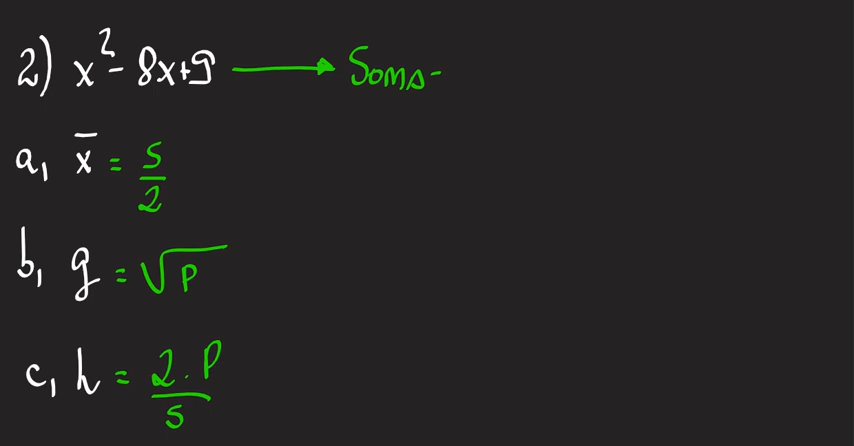 2) x² - 8x+9 → Soma-
a, x̄ = S/2
b, g = √P
c, h = 2.P/S